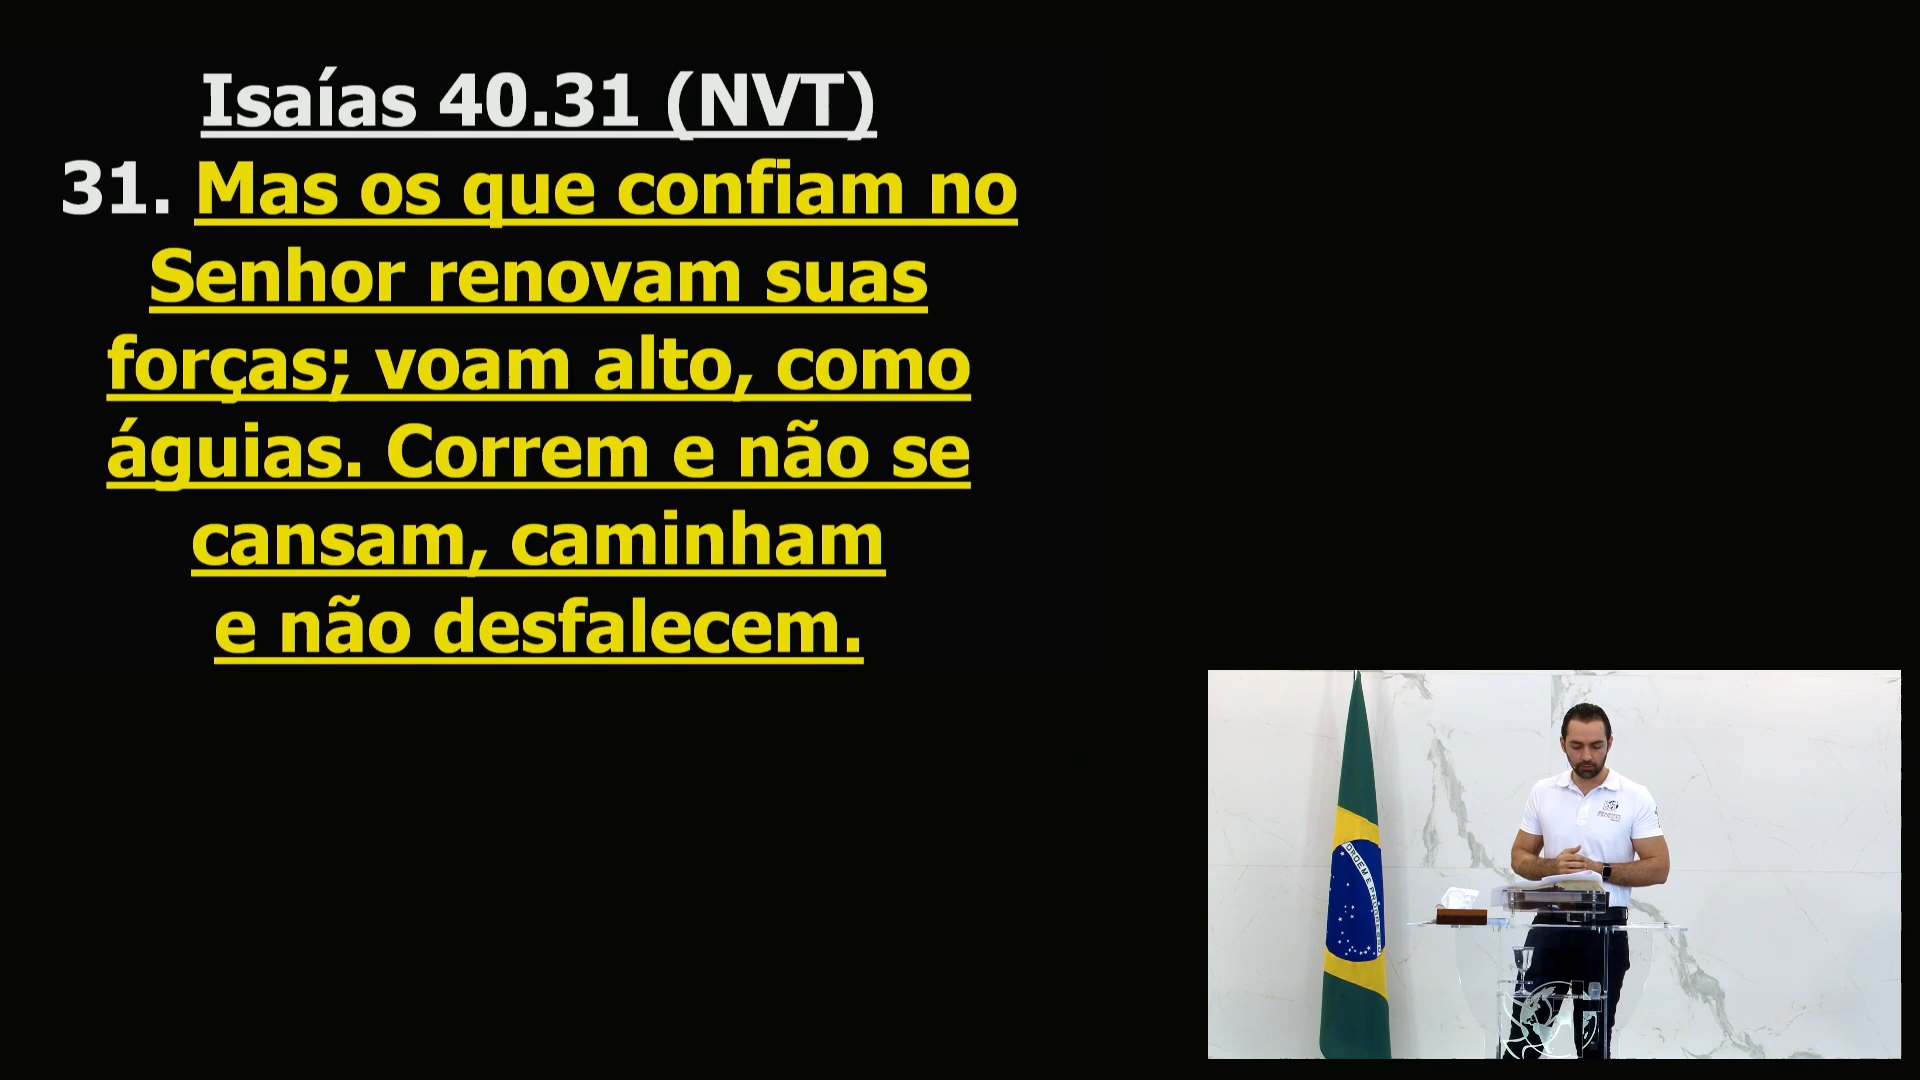 Isaías 40.31 (NVT)
31. Mas os que confiam no
Senhor renovam suas
forças; voam alto, como
águias. Correm e não se
cansam, caminham
e não desfalecem.